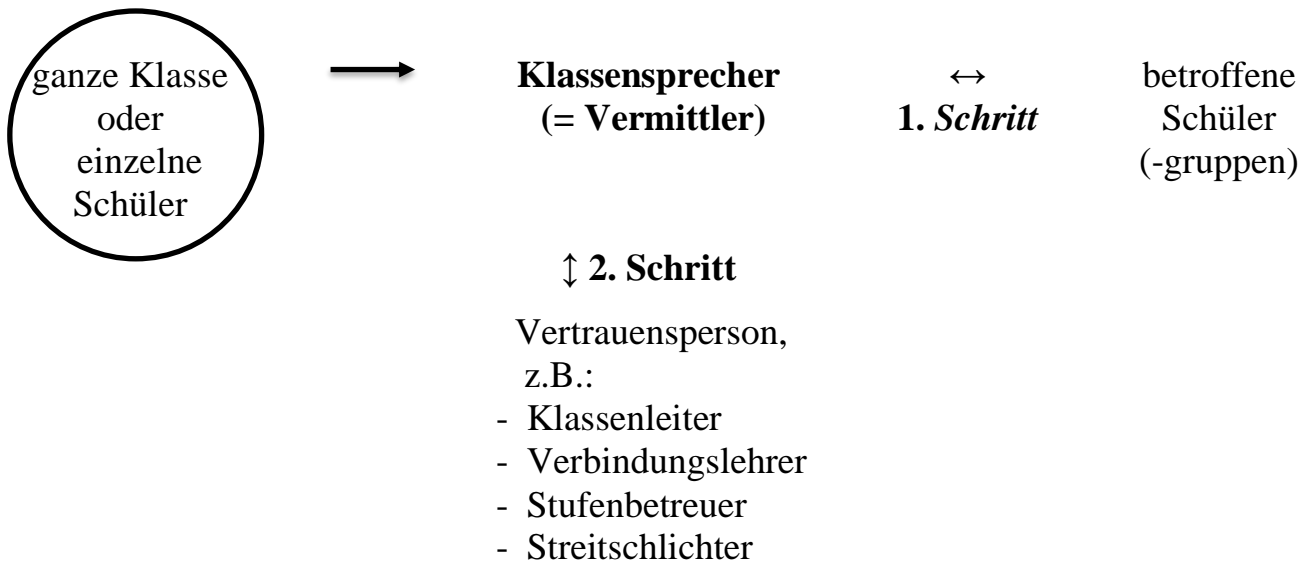 ganze Klasse
oder
einzelne
Schüler
Klassensprecher
(= Vermittler)
↔
1. Schritt
betroffene
Schüler
(-gruppen)
↕ 2. Schritt
Vertrauensperson,
z.B.:
- Klassenleiter
- Verbindungslehrer
- Stufenbetreuer
- Streitschlichter